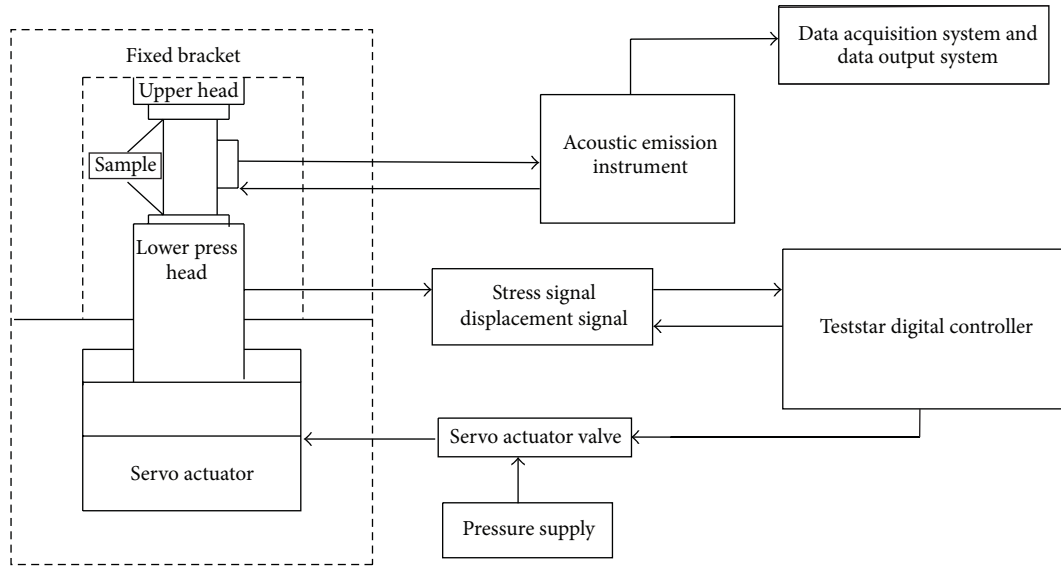 Fixed bracket
Upper head
Sample
Lower press
head
Servo actuator
Data acquisition system and
data output system
Acoustic emission
instrument
Stress signal
displacement signal
Teststar digital controller
Servo actuator valve
Pressure supply